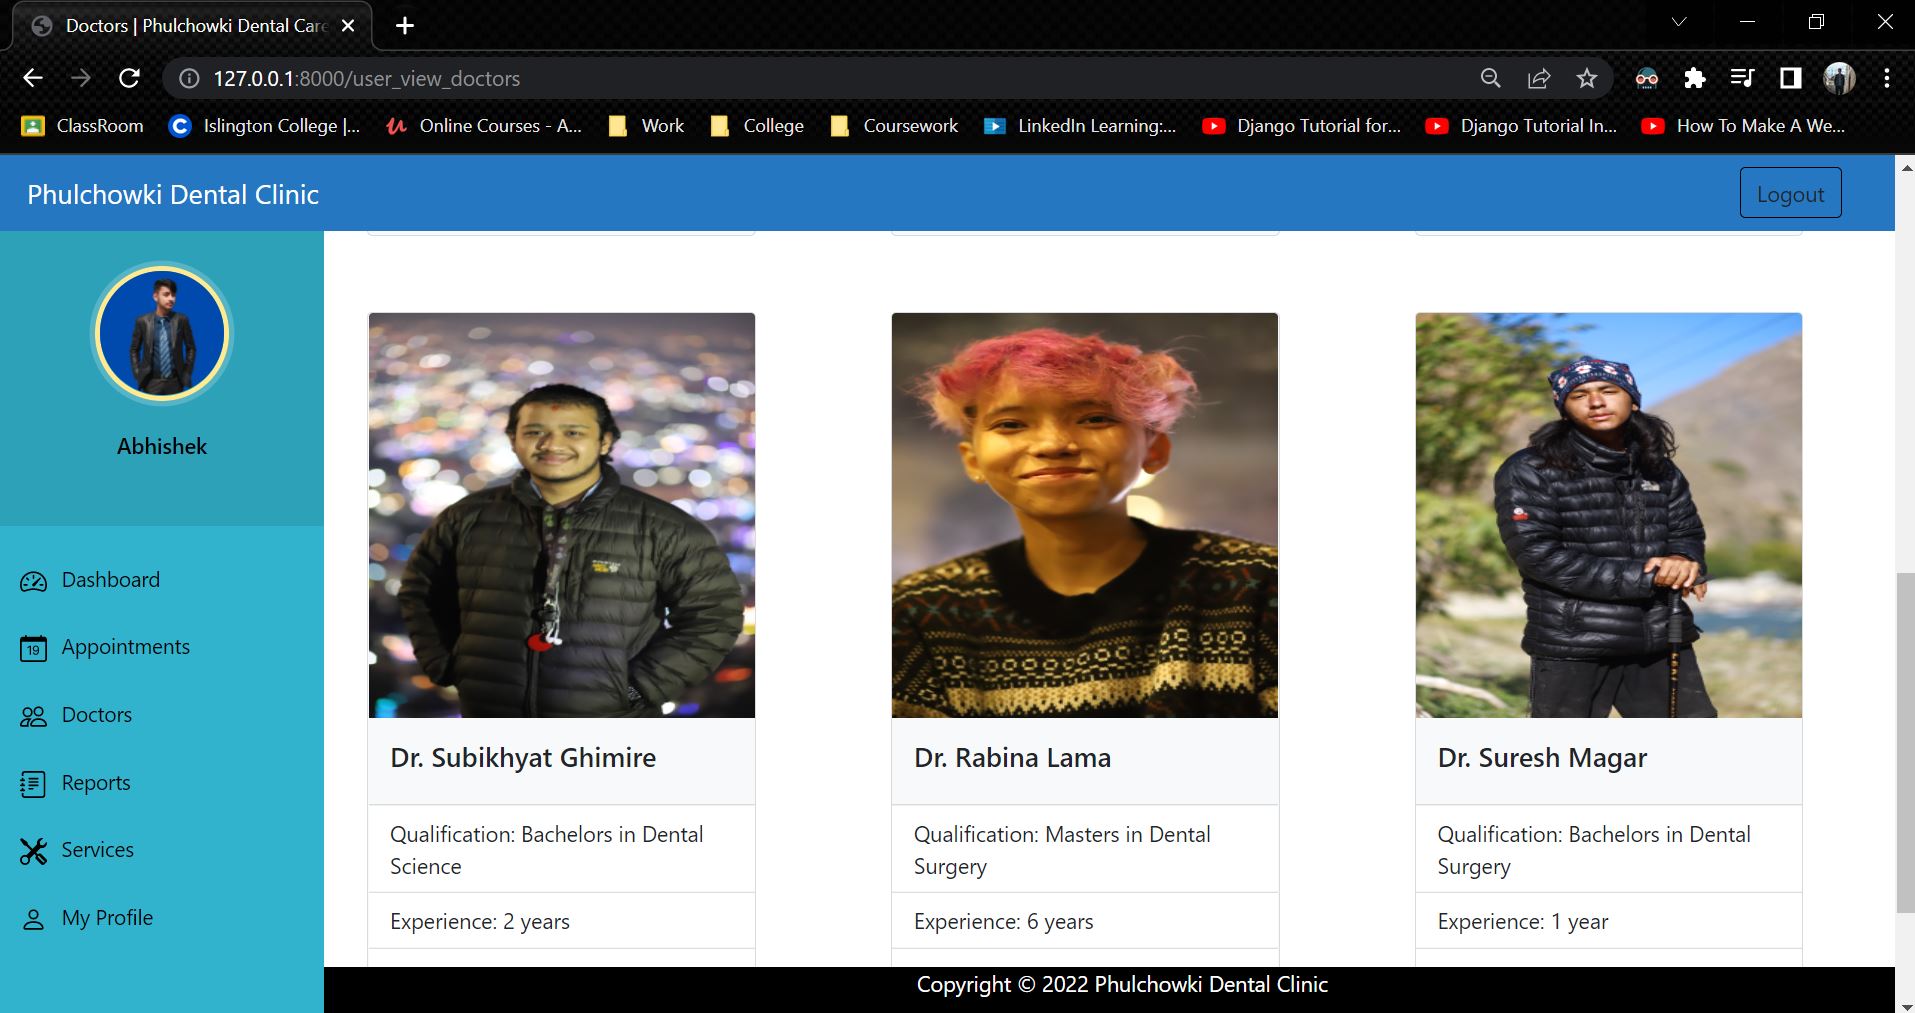 Doctors | Phulchowki Dental Care
127.0.0.1:8000/user_view_doctors
ClassRoom
Islington College |...
Online Courses - A...
Work
College
Coursework
LinkedIn Learning:...
Django Tutorial for...
Django Tutorial In...
How To Make A We...
Phulchowki Dental Clinic
Logout
Abhishek
Dashboard
19
Appointments
Doctors
Reports
Services
My Profile
Dr. Subikhyat Ghimire
Qualification: Bachelors in Dental
Science
Experience: 2 years
Dr. Rabina Lama
Qualification: Masters in Dental
Surgery
Experience: 6 years
Dr. Suresh Magar
Qualification: Bachelors in Dental
Surgery
Experience: 1 year
Copyright © 2022 Phulchowki Dental Clinic